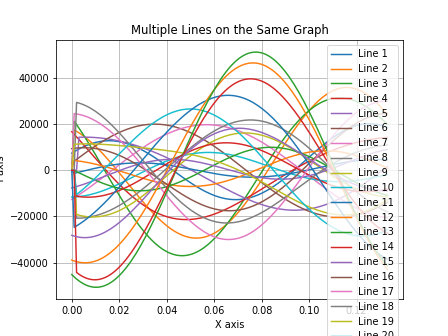 Multiple Lines on the Same Graph
40000
20000
0
−20000
−40000
0.00
0.02
0.04
0.06
0.08
0.10
X axis
Line 1
Line 2
Line 3
Line 4
Line 5
Line 6
Line 7
Line 8
Line 9
Line 10
Line 11
Line 12
Line 13
Line 14
Line 15
Line 16
Line 17
Line 18
Line 19
Line 20